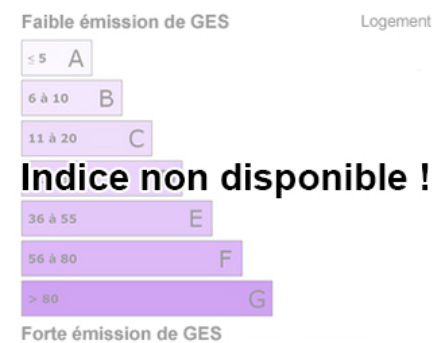 Faible émission de GES Logement
≤ 5 A
6 à 10 B
11 à 20 C
Indice non disponible !
36 à 55 E
56 à 80 F
> 80 G
Forte émission de GES